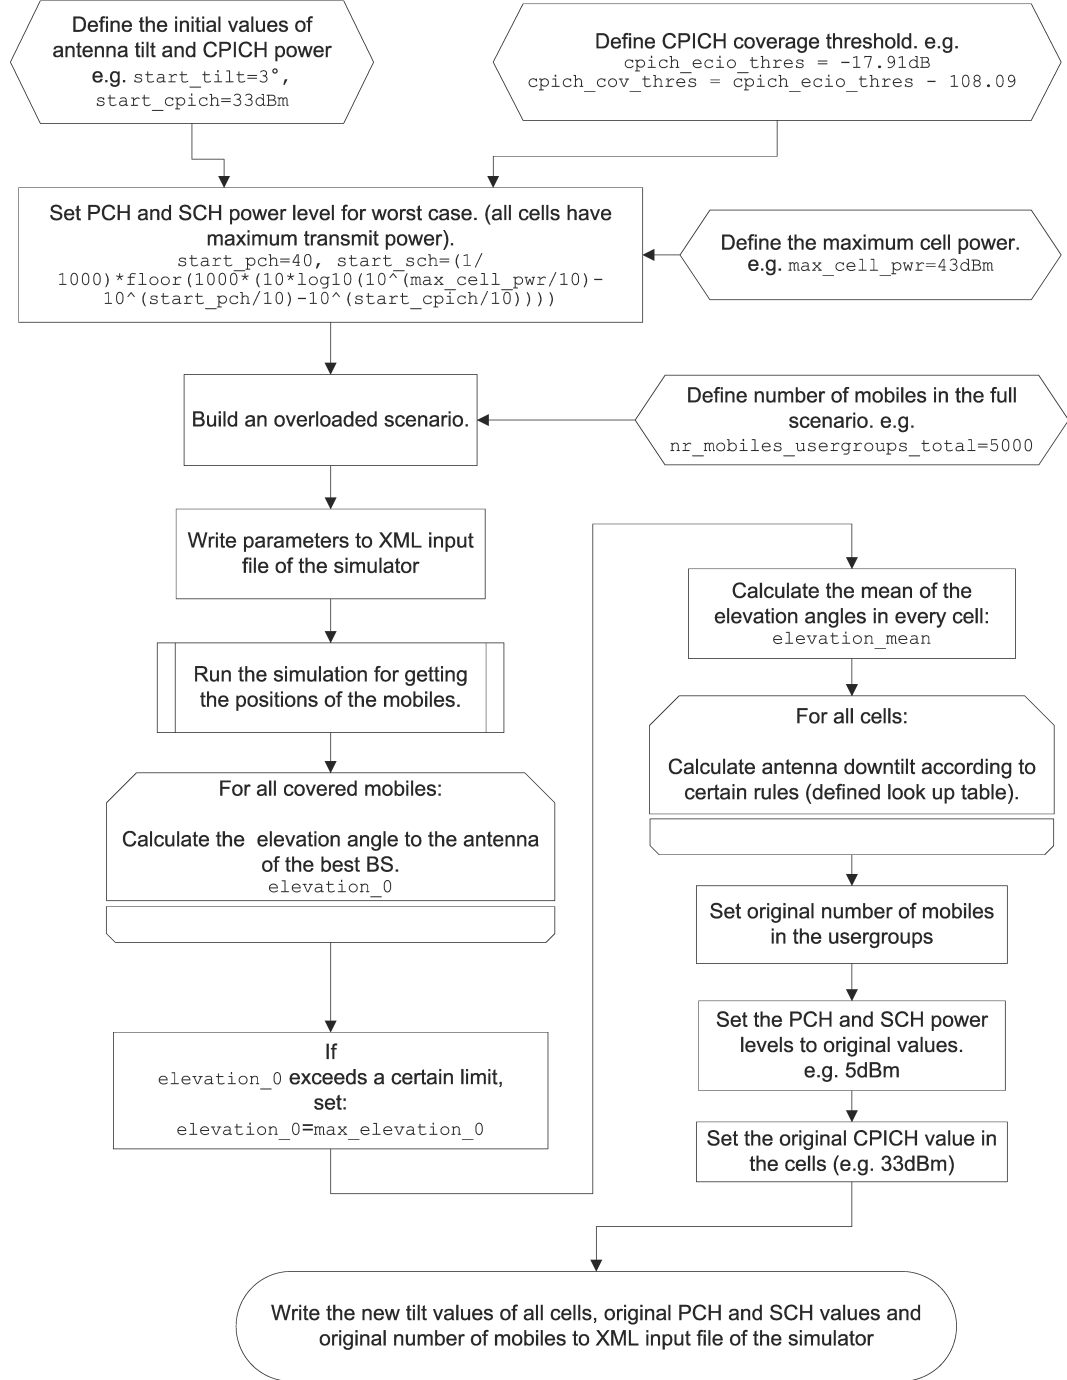 Define the initial values of
antenna tilt and CPICH power
e.g. start_tilt=3°,
start_cpich=33dBm
Define CPICH coverage threshold. e.g.
cpich_ecio_thres = -17.91dB
cpich_cov_thres = cpich_ecio_thres - 108.09
Set PCH and SCH power level for worst case. (all cells have
maximum transmit power).
start_pch=40, start_sch=(1/
1000)*floor(1000*(10*log10(10^(max_cell_pwr/10)-
10^(start_pch/10)-10^(start_cpich/10))))
Define the maximum cell power.
e.g. max_cell_pwr=43dBm
Build an overloaded scenario.
Define number of mobiles in the full
scenario. e.g.
nr_mobiles_usergroups_total=5000
Write parameters to XML input
file of the simulator
Run the simulation for getting
the positions of the mobiles.
For all covered mobiles:
Calculate the elevation angle to the antenna
of the best BS.
elevation_0
If
elevation_0 exceeds a certain limit,
set:
elevation_0=max_elevation_0
Calculate the mean of the
elevation angles in every cell:
elevation_mean
For all cells:
Calculate antenna downtilt according to
certain rules (defined look up table).
Set original number of mobiles
in the usergroups
Set the PCH and SCH power
levels to original values.
e.g. 5dBm
Set the original CPICH value in
the cells (e.g. 33dBm)
Write the new tilt values of all cells, original PCH and SCH values and
original number of mobiles to XML input file of the simulator